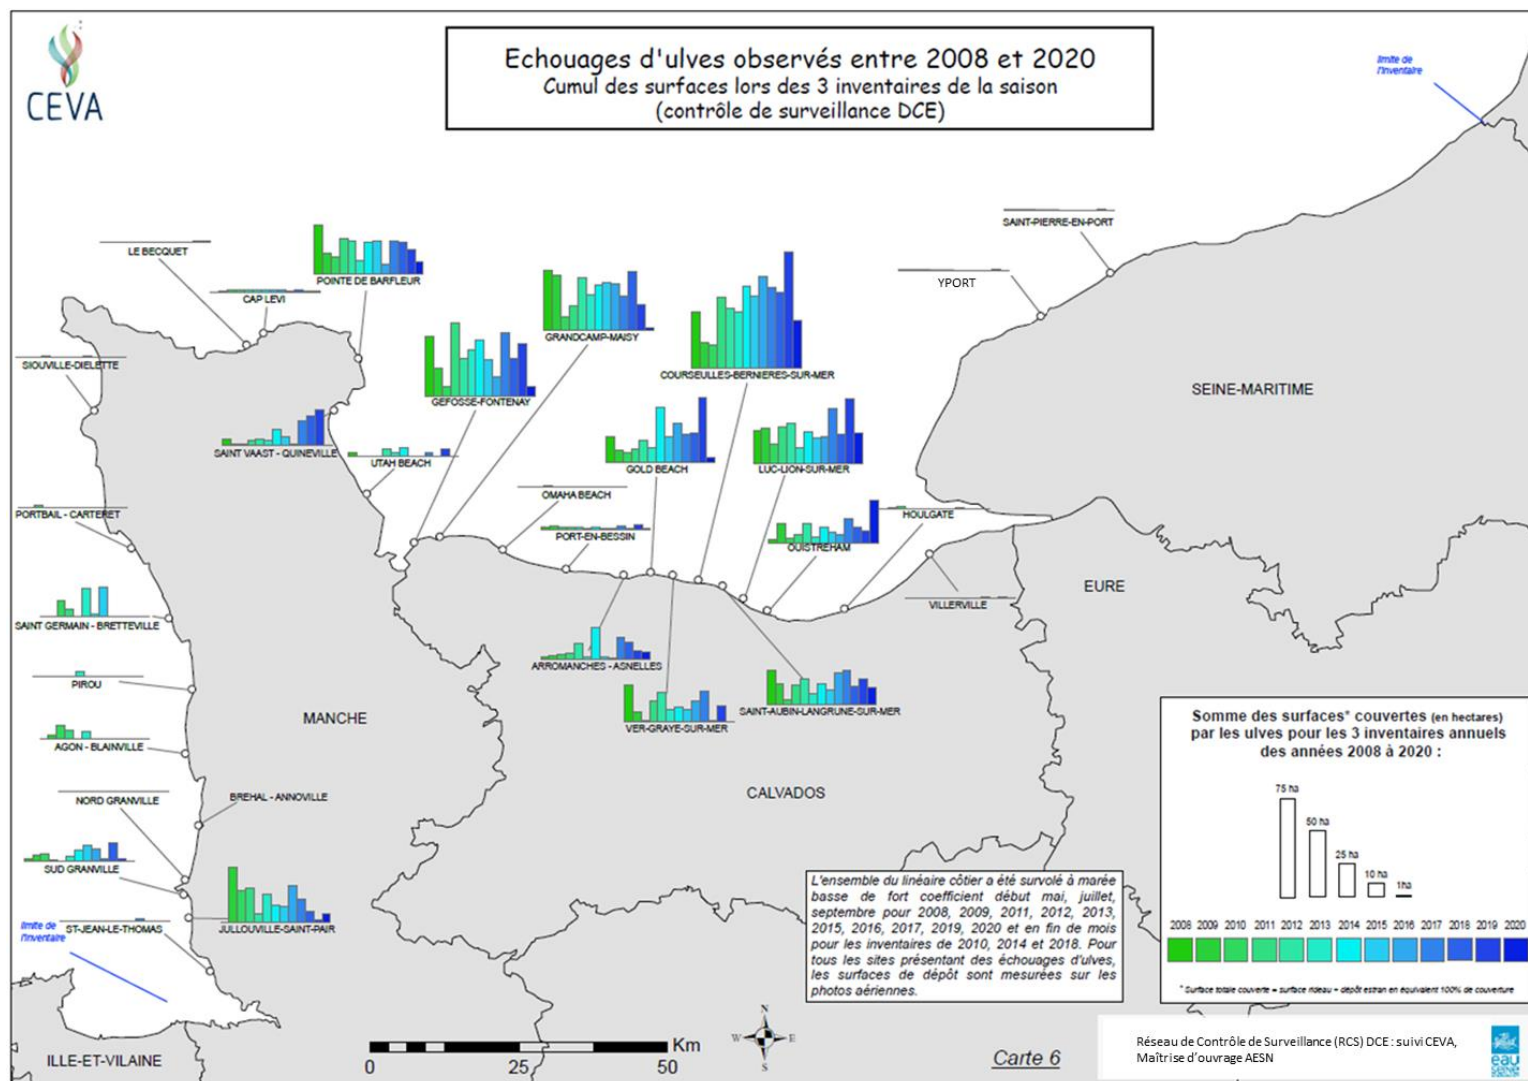 CEVA
Echouages d'ulves observés entre 2008 et 2020
Cumul des surfaces lors des 3 inventaires de la saison
(contrôle de surveillance DCE)
limite de
l'inventaire
SAINT-PIERRE-EN-PORT
LE BECQUET
POINTE DE BARFLEUR
YPORT
CAP LEVI
GRANDCAMP-MAISY
SIOUVILLE-DIELETTE
COURSEULLES-BERNIERES-SUR-MER
SEINE-MARITIME
GEFOSSE-FONTENAY
SAINT VAAST - QUINEVILLE
UTAH BEACH
GOLD BEACH
LUC-LION-SUR-MER
OMAHA BEACH
PORTBAIL - CARTERET
HOULGATE
PORT-EN-BESSIN
OUISTREHAM
EURE
VILLERVILLE
SAINT GERMAIN - BRETTEVILLE
ARROMANCHES - ASNELLES
PIROU
SAINT-AUBIN-LANGRUNE-SUR-MER
MANCHE
VER-GRAYE-SUR-MER
AGON - BLAINVILLE
CALVADOS
NORD GRANVILLE
BREHAL - ANNOVILLE
SUD GRANVILLE
ST-JEAN-LE-THOMAS
JULLOUVILLE-SAINT-PAIR
limite de
l'inventaire
ILLE-ET-VILAINE
Somme des surfaces* couvertes (en hectares)
par les ulves pour les 3 inventaires annuels
des années 2008 à 2020 :
75 ha
50 ha
25 ha
10 ha
1ha
2008 2009 2010 2011 2012 2013 2014 2015 2016 2017 2018 2019 2020
* Surface totale couverte = surface rideau + dépôt estran en équivalent 100% de couverture
L'ensemble du linéaire côtier a été survolé à marée
basse de fort coefficient début mai, juillet,
septembre pour 2008, 2009, 2011, 2012, 2013,
2015, 2016, 2017, 2019, 2020 et en fin de mois
pour les inventaires de 2010, 2014 et 2018. Pour
tous les sites présentant des échouages d'ulves,
les surfaces de dépôt sont mesurées sur les
photos aériennes.
N
W E
S
Km
0 25 50
Carte 6
Réseau de Contrôle de Surveillance (RCS) DCE : suivi CEVA,
Maîtrise d'ouvrage AESN
eau